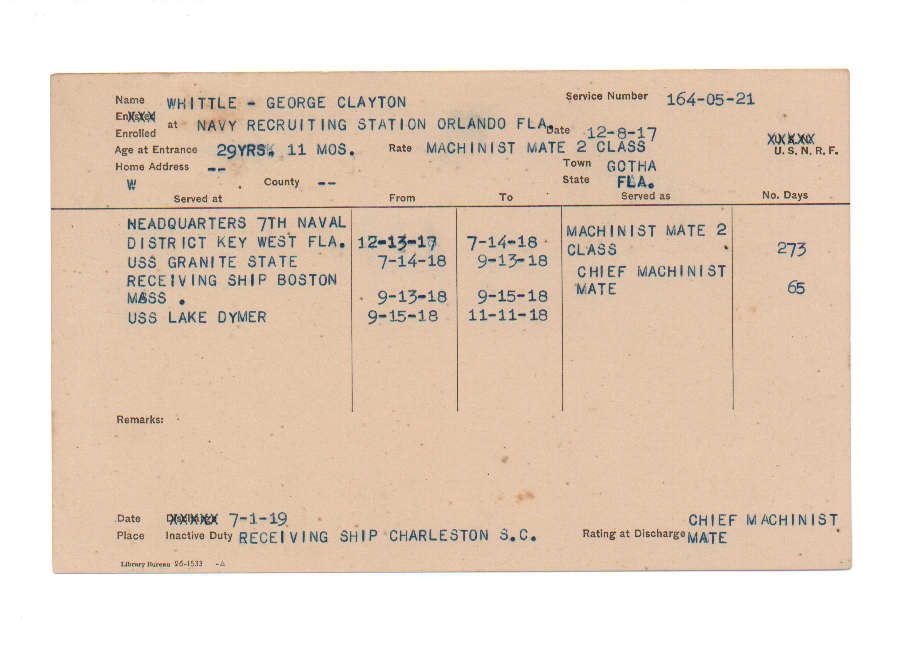 Name WHITTLE - GEORGE CLAYTON Service Number 164-05-21
Enlisted XXX
Enrolled at NAVY RECRUITING STATION ORLANDO FLA. Date 12-8-17 XXXXX
Age at Entrance 29YRS. 11 MOS. Rate MACHINIST MATE 2 CLASS U. S. N. R. F.
Home Address -- Town GOTHA
W County -- State FLA.
Served at From To Served as No. Days
HEADQUARTERS 7TH NAVAL
DISTRICT KEY WEST FLA. 12-13-17 7-14-18 MACHINIST MATE 2
USS GRANITE STATE 7-14-18 9-13-18 CLASS 273
RECEIVING SHIP BOSTON CHIEF MACHINIST
MASS . 9-13-18 9-15-18 MATE 65
USS LAKE DYMER 9-15-18 11-11-18
Remarks:
Date XXXXXX 7-1-19 CHIEF MACHINIST
Place Inactive Duty RECEIVING SHIP CHARLESTON S.C. Rating at Discharge MATE
Library Bureau 26-1533 -A